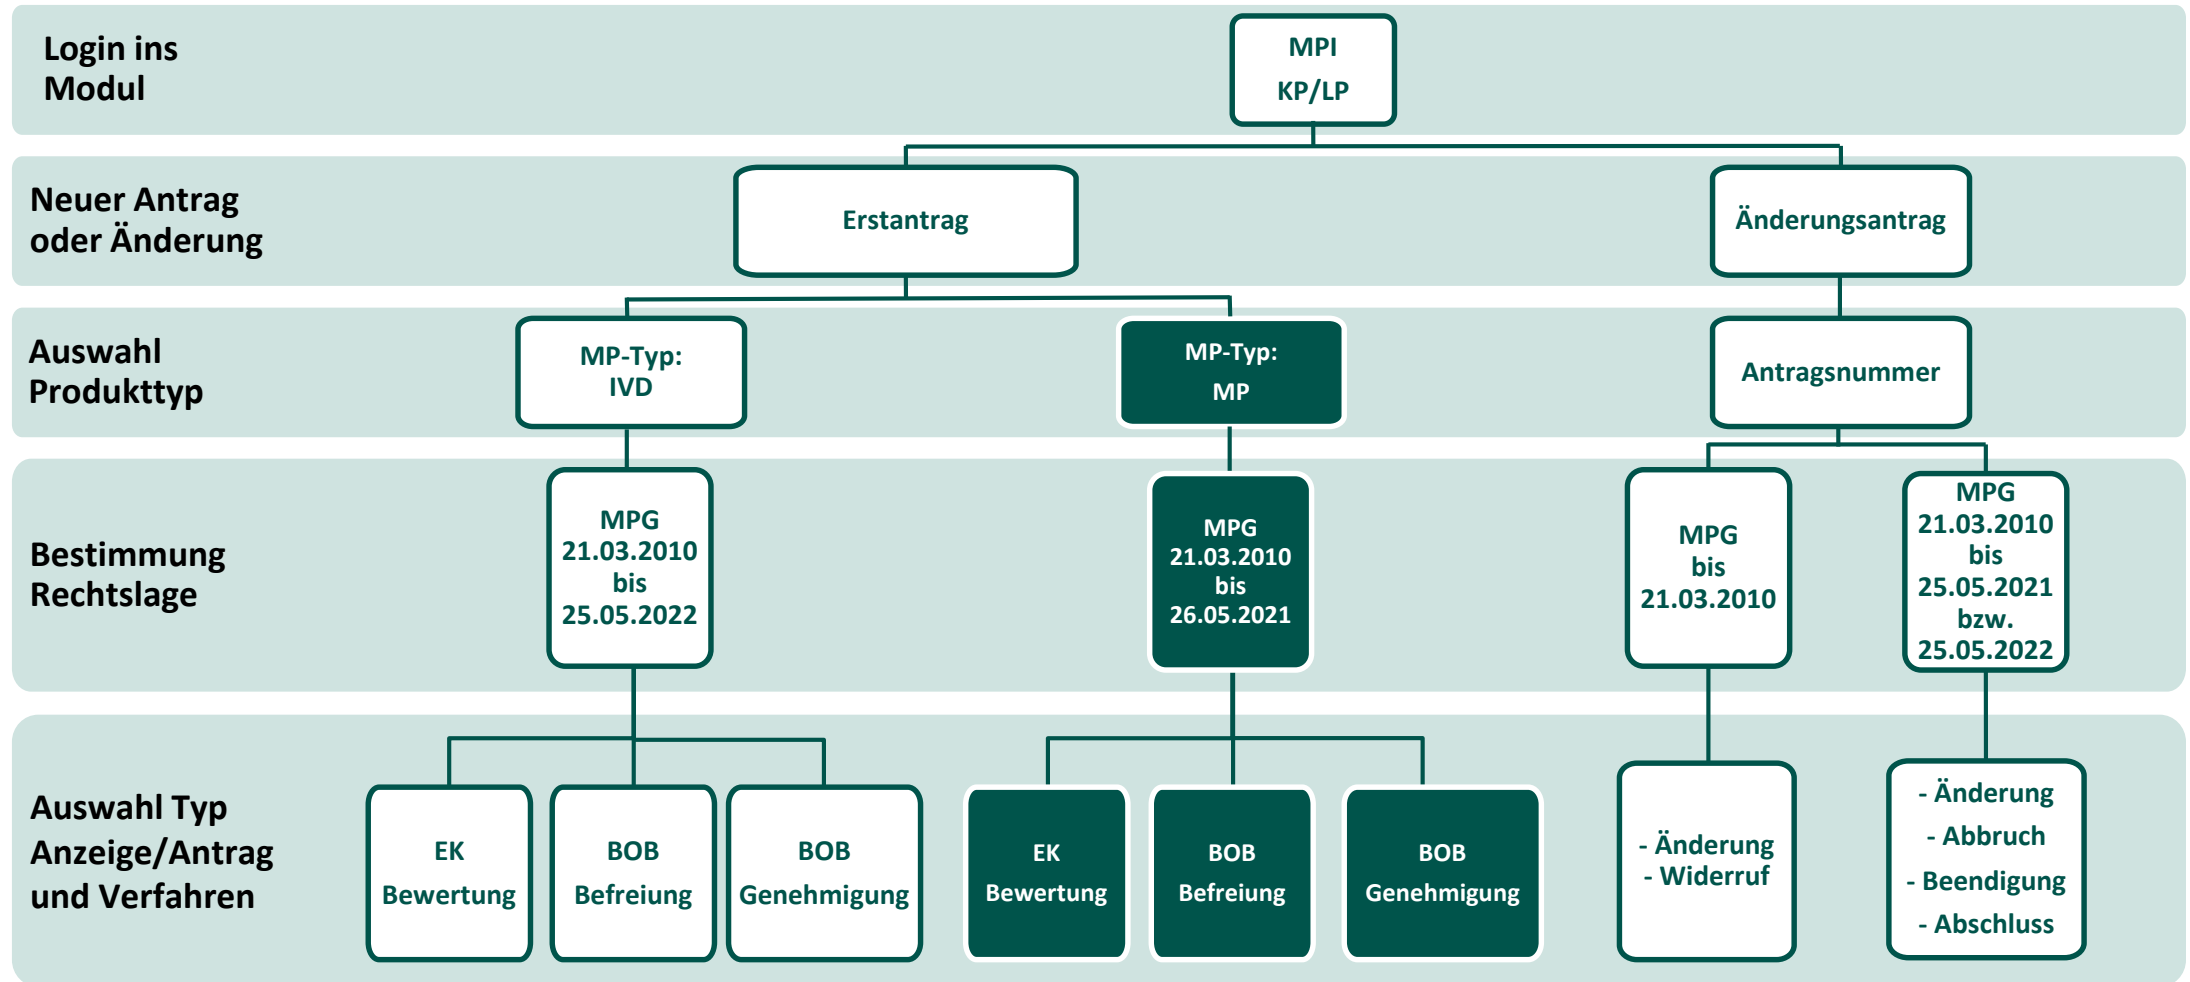 Login ins
Modul
MPI
KP/LP
Neuer Antrag
oder Änderung
Erstantrag
Änderungsantrag
Auswahl
Produkttyp
MP-Typ:
IVD
MP-Typ:
MP
Antragsnummer
Bestimmung
Rechtslage
MPG
21.03.2010
bis
25.05.2022
MPG
21.03.2010
bis
26.05.2021
MPG
bis
21.03.2010
MPG
21.03.2010
bis
25.05.2021
bzw.
25.05.2022
Auswahl Typ
Anzeige/Antrag
und Verfahren
EK
Bewertung
BOB
Befreiung
BOB
Genehmigung
EK
Bewertung
BOB
Befreiung
BOB
Genehmigung
- Änderung
- Widerruf
- Änderung
- Abbruch
- Beendigung
- Abschluss